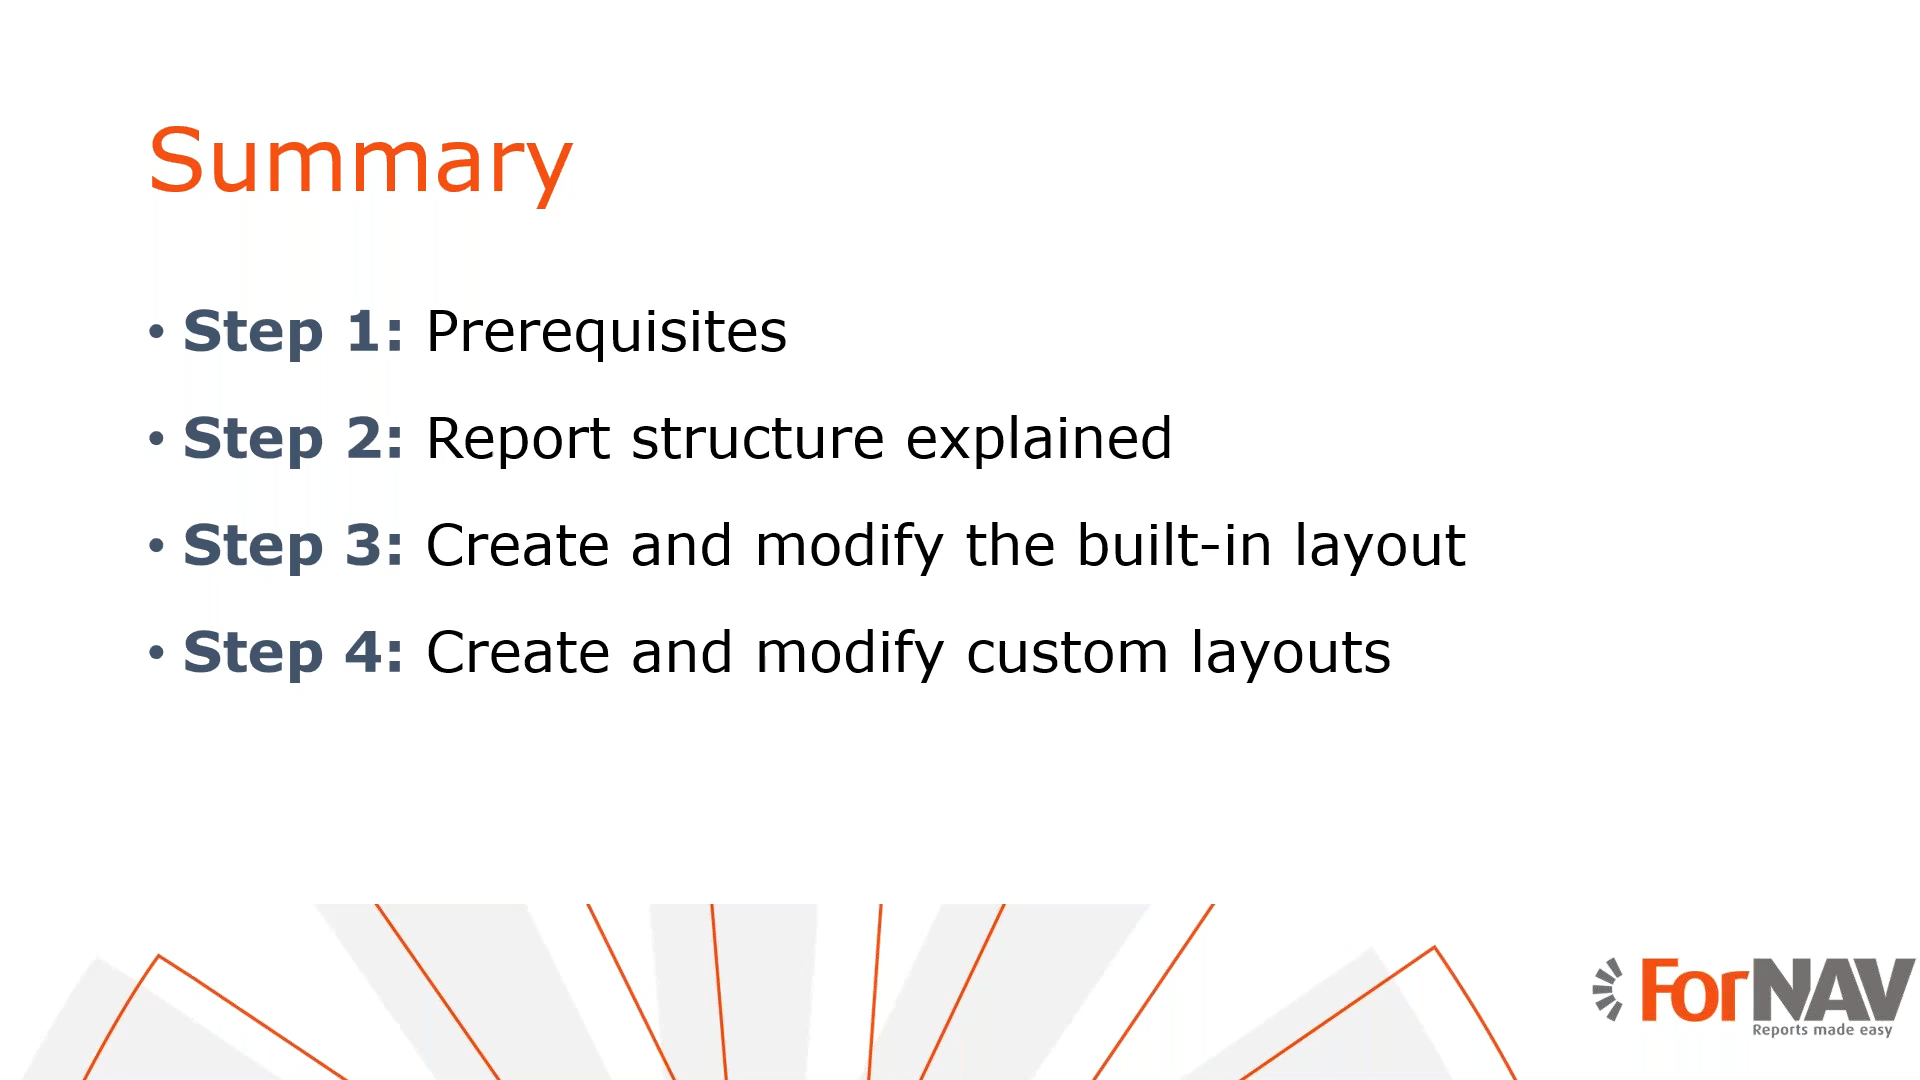 Summary
• Step 1: Prerequisites
• Step 2: Report structure explained
• Step 3: Create and modify the built-in layout
• Step 4: Create and modify custom layouts
ForNAV
Reports made easy